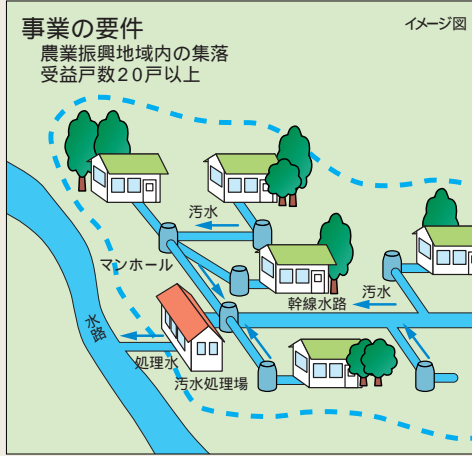 事業の要件
イメージ図
農業振興地域内の集落
受益戸数20戸以上
汚水
マンホール
汚水
幹線水路
水路
処理水
汚水処理場